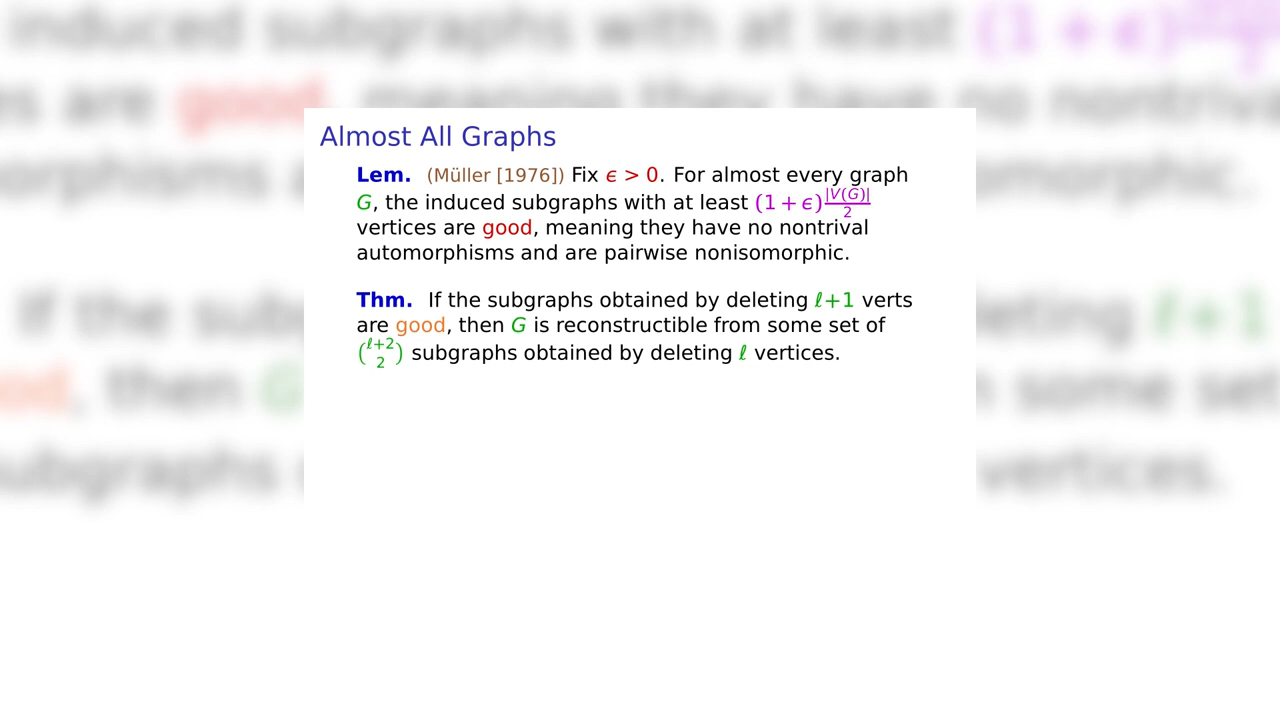 Almost All Graphs
Lem. (Müller [1976]) Fix ϵ > 0. For almost every graph
G, the induced subgraphs with at least (1 + ϵ)|V(G)|/2
vertices are good, meaning they have no nontrival
automorphisms and are pairwise nonisomorphic.
Thm. If the subgraphs obtained by deleting ℓ+1 verts
are good, then G is reconstructible from some set of
(ℓ+2 2) subgraphs obtained by deleting ℓ vertices.